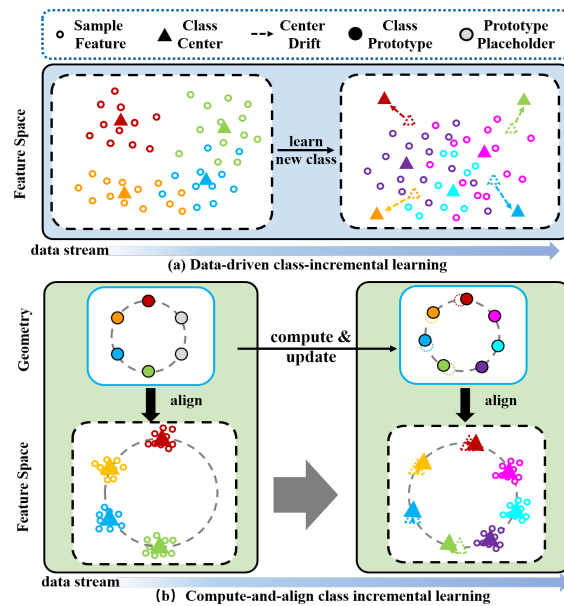 Sample Feature
Class Center
Center Drift
Class Prototype
Prototype Placeholder
Feature Space
learn
new class
data stream
(a) Data-driven class-incremental learning
Geometry
compute &
update
align
align
Feature Space
data stream
(b) Compute-and-align class incremental learning